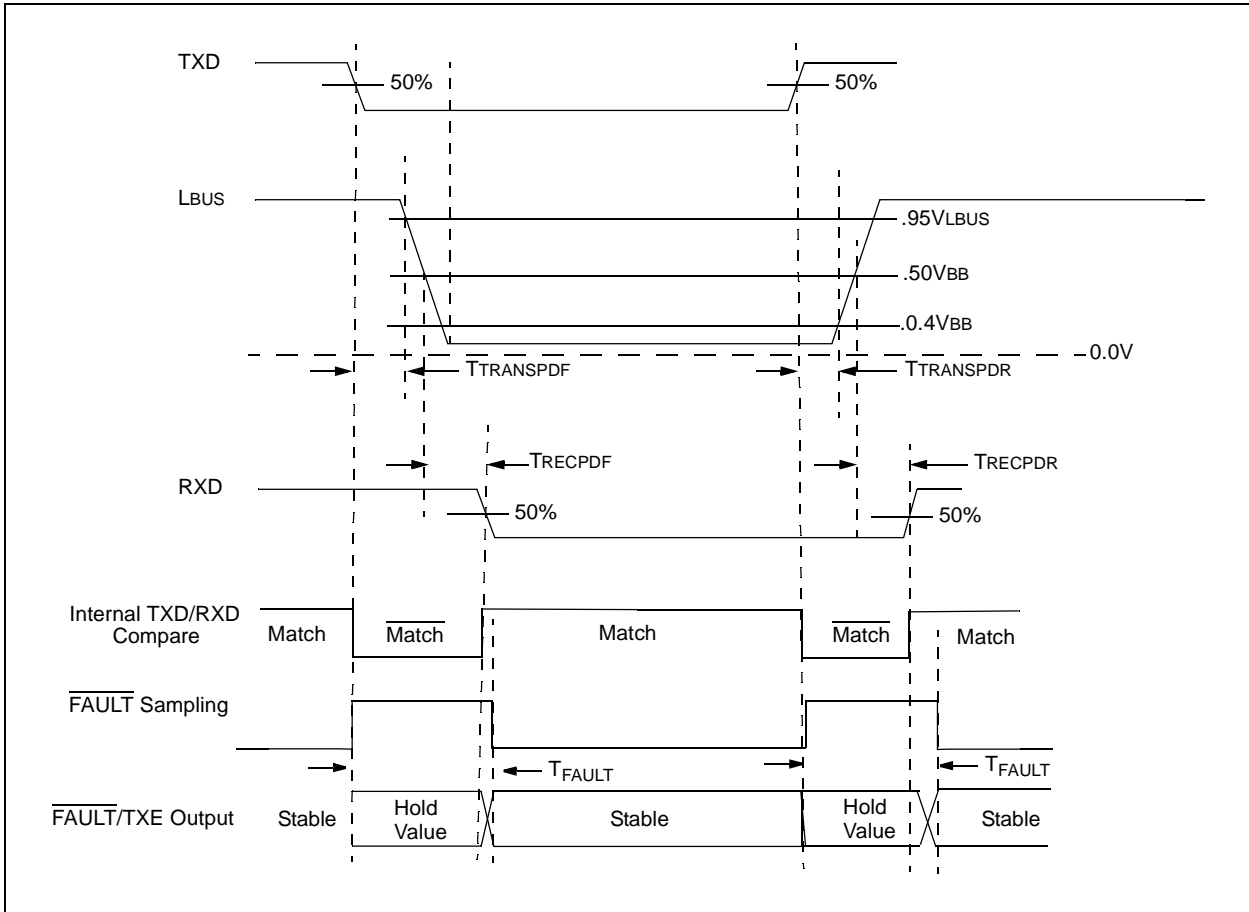 TXD
50%
50%
LBUS
.95VLBUS
.50VBB
.0.4VBB
0.0V
TTRANSPDF
TTRANSPDR
TRECPDF
TRECPDR
RXD
50%
50%
Internal TXD/RXD
Compare
Match
Match
Match
Match
Match
FAULT Sampling
TFAULT
TFAULT
FAULT/TXE Output
Stable
Hold
Value
Stable
Hold
Value
Stable